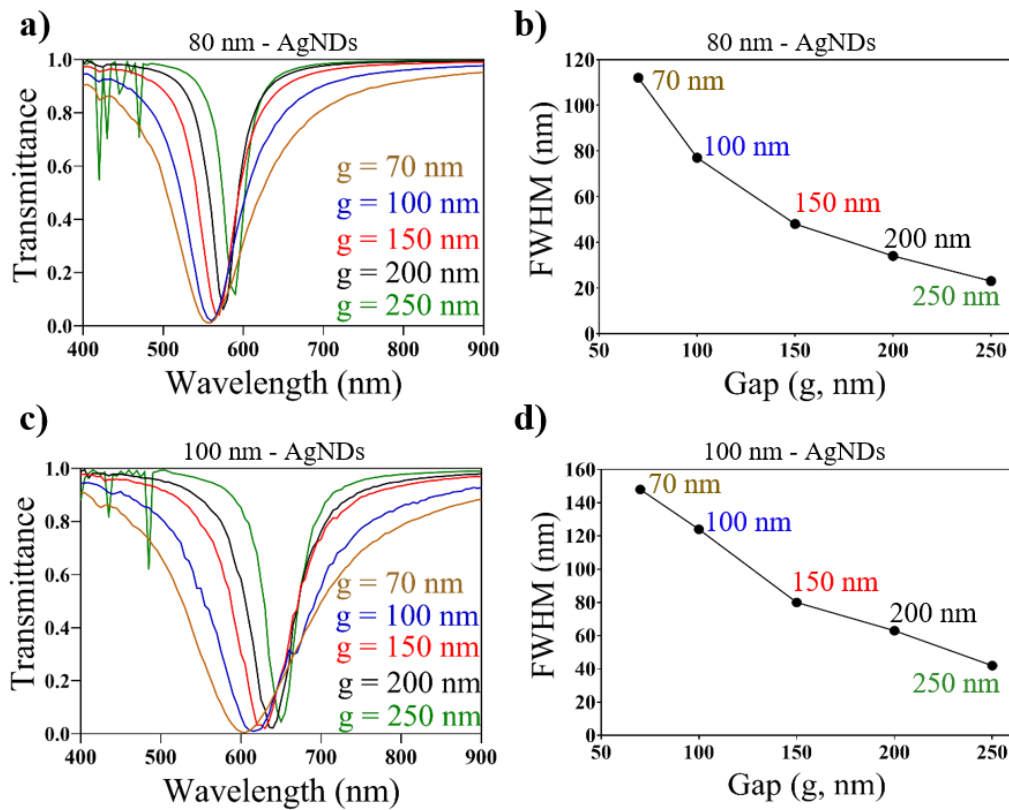 a)
80 nm - AgNDs
Transmittance
1.0
0.8
0.6
0.4
0.2
0.0
g = 70 nm
g = 100 nm
g = 150 nm
g = 200 nm
g = 250 nm
400 500 600 700 800 900
Wavelength (nm)
b)
80 nm - AgNDs
FWHM (nm)
120
100
80
60
40
20
0
70 nm
100 nm
150 nm
200 nm
250 nm
50 100 150 200 250
Gap (g, nm)
c)
100 nm - AgNDs
Transmittance
1.0
0.8
0.6
0.4
0.2
0.0
g = 70 nm
g = 100 nm
g = 150 nm
g = 200 nm
g = 250 nm
400 500 600 700 800 900
Wavelength (nm)
d)
100 nm - AgNDs
FWHM (nm)
160
140
120
100
80
60
40
20
0
70 nm
100 nm
150 nm
200 nm
250 nm
50 100 150 200 250
Gap (g, nm)